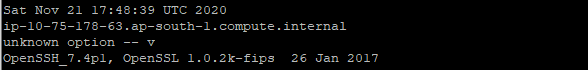 Sat Nov 21 17:48:39 UTC 2020
ip-10-75-178-63.ap-south-1.compute.internal
unknown option -- v
OpenSSH_7.4p1, OpenSSL 1.0.2k-fips  26 Jan 2017